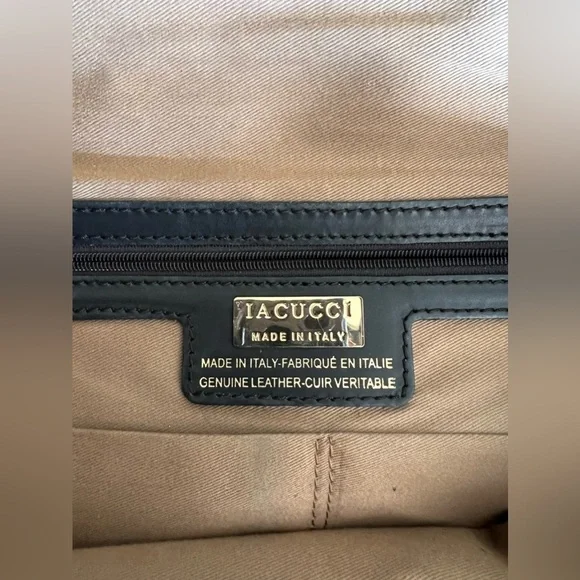 IACUCCI
MADE IN ITALY
MADE IN ITALY-FABRIQUÉ EN ITALIE
GENUINE LEATHER-CUIR VERITABLE